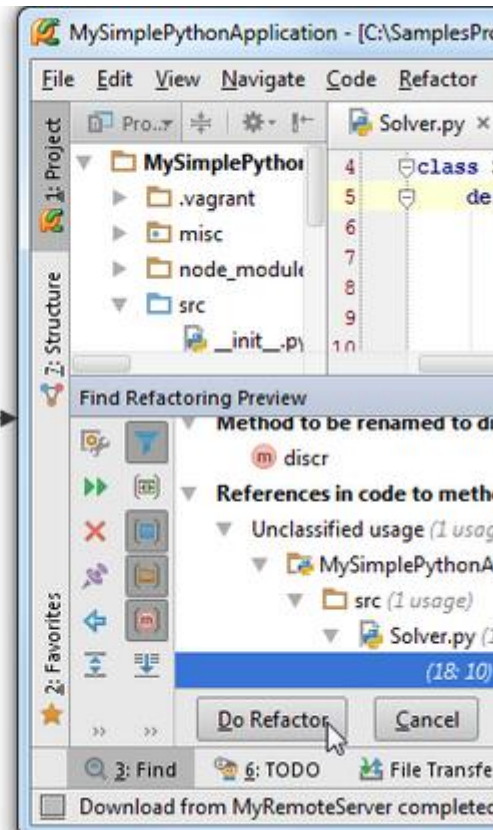 MySimplePythonApplication - [C:\SamplesPro
File Edit View Navigate Code Refactor
1: Project
Pro..
Solver.py ×
MySimplePythor
.vagrant
misc
node_module
src
__init__.py
4 class
5 de
6
7
8
9
10
7: Structure
Find Refactoring Preview
Method to be renamed to di
m discr
References in code to metho
Unclassified usage (1 usag
MySimplePythonA
src (1 usage)
Solver.py (1
(18: 10)
2: Favorites
Do Refactor Cancel
3: Find 6: TODO File Transfe
Download from MyRemoteServer completed